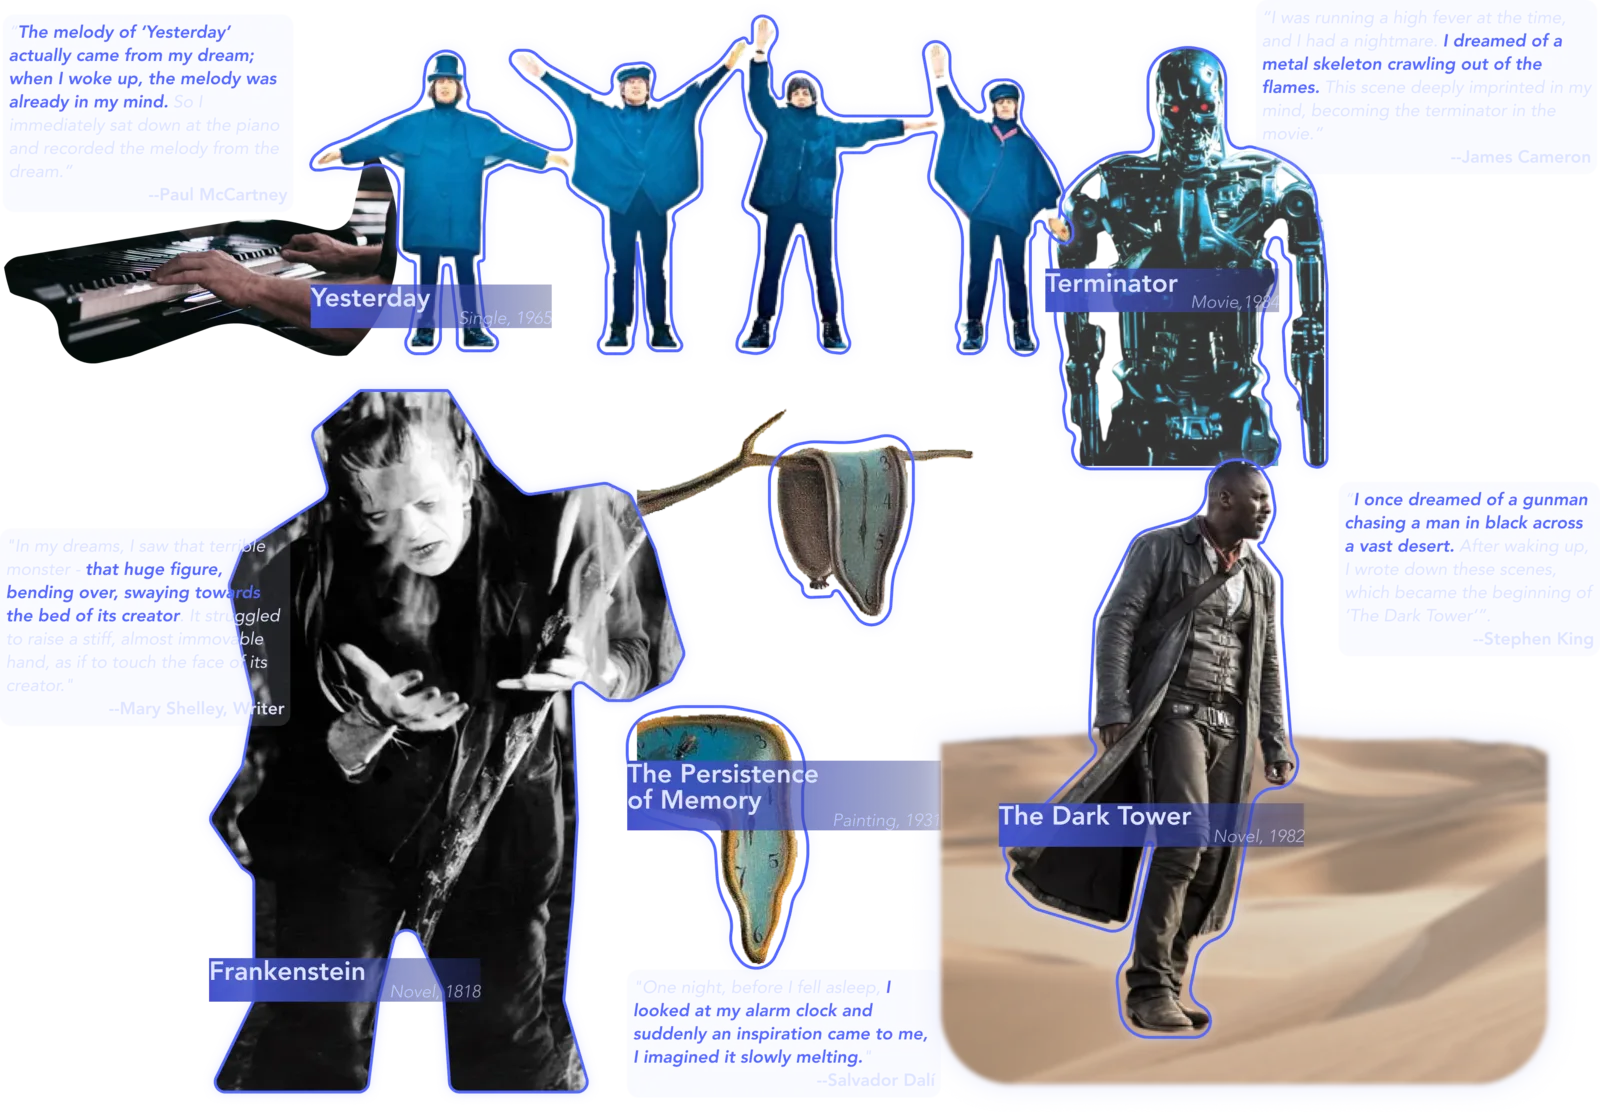 "The melody of ‘Yesterday’
actually came from my dream;
when I woke up, the melody was
already in my mind. So I
immediately sat down at the piano
and recorded the melody from the
dream."
--Paul McCartney
Yesterday
Single, 1965
"I was running a high fever at the time,
and I had a nightmare. I dreamed of a
metal skeleton crawling out of the
flames. This scene deeply imprinted in my
mind, becoming the terminator in the
movie."
--James Cameron
Terminator
Movie,1984
"In my dreams, I saw that terrible
monster - that huge figure,
bending over, swaying towards
the bed of its creator. It struggled
to raise a stiff, almost immovable
hand, as if to touch the face of its
creator."
--Mary Shelley, Writer
Frankenstein
Novel, 1818
3
4
5
6
3
The Persistence
of Memory
Painting, 1931
5
7
6
"One night, before I fell asleep, I
looked at my alarm clock and
suddenly an inspiration came to me,
I imagined it slowly melting."
--Salvador Dalí
"I once dreamed of a gunman
chasing a man in black across
a vast desert. After waking up,
I wrote down these scenes,
which became the beginning of
‘The Dark Tower‘".
--Stephen King
The Dark Tower
Novel, 1982